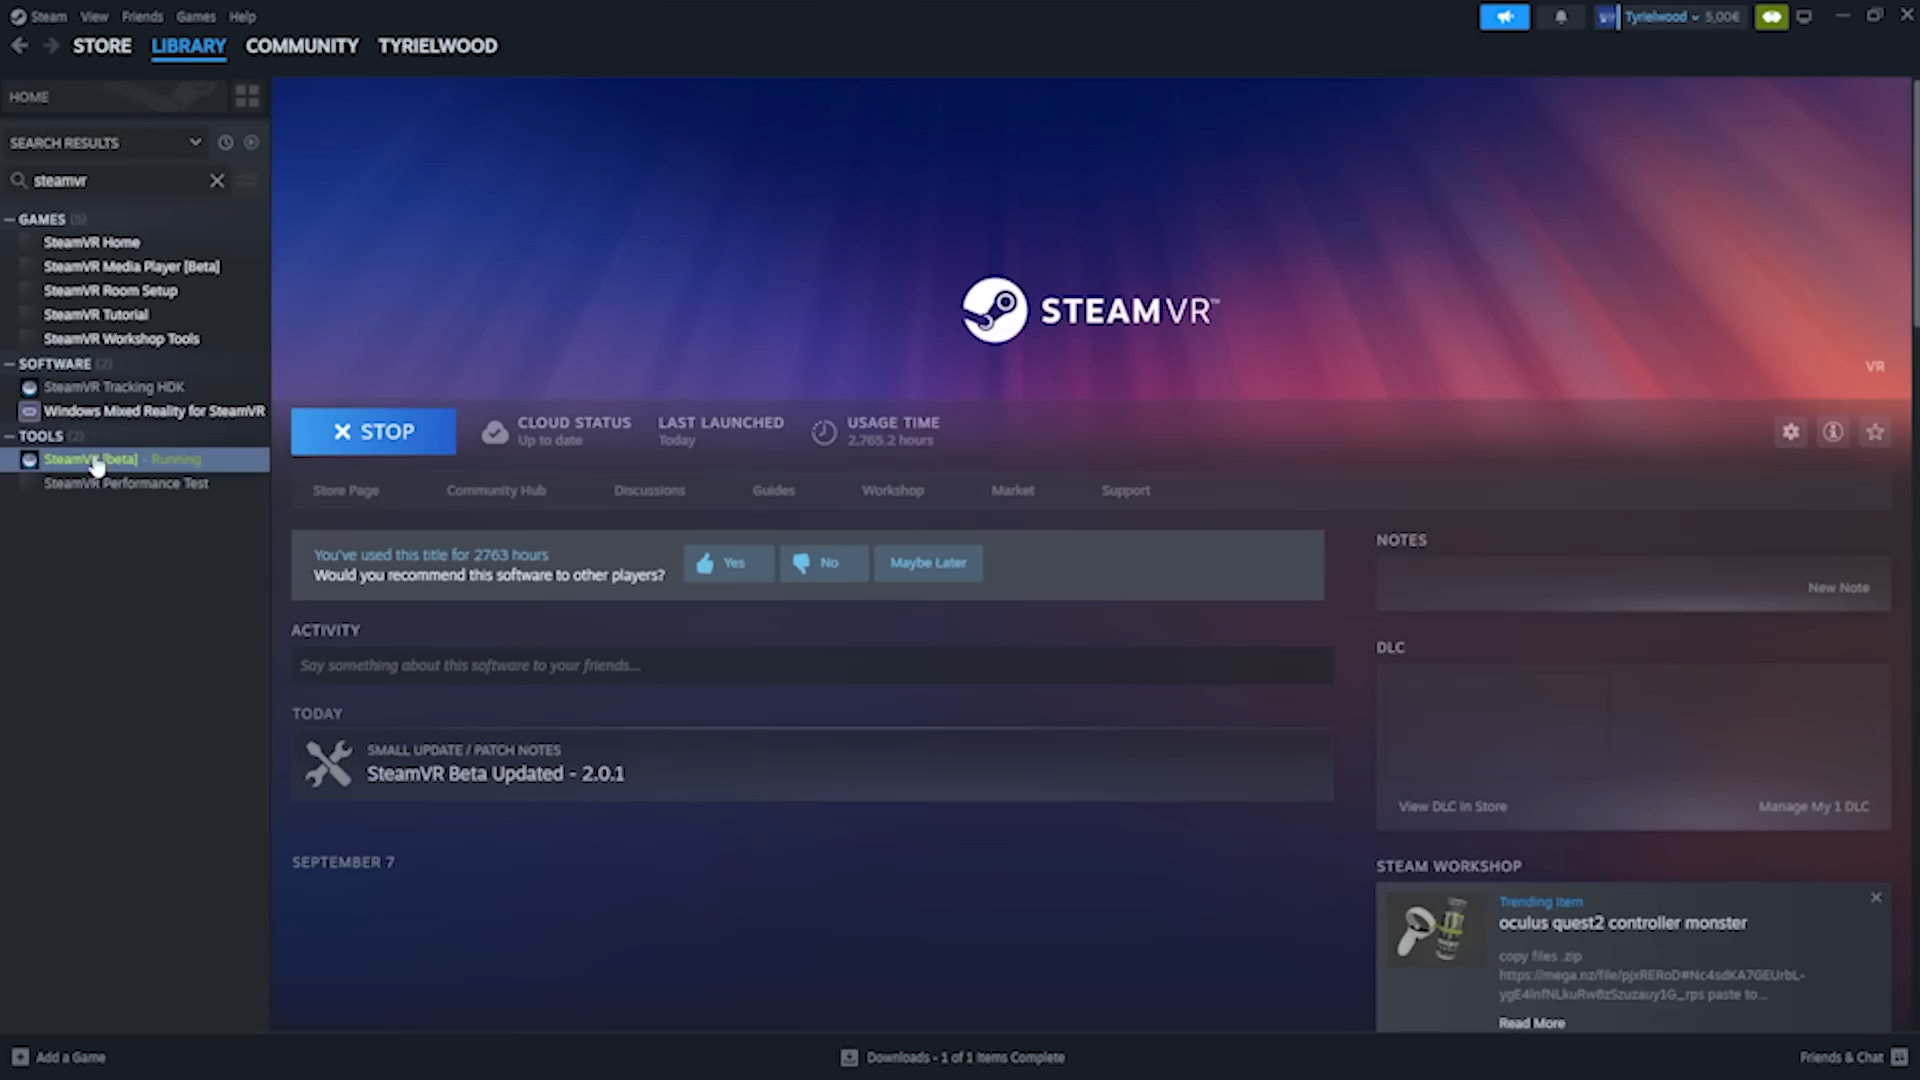 Steam View Friends Games Help
Tyrielwood 5,00€
STORE LIBRARY COMMUNITY TYRIELWOOD
HOME
SEARCH RESULTS
steamvr
GAMES (5)
SteamVR Home
SteamVR Media Player [Beta]
SteamVR Room Setup
SteamVR Tutorial
SteamVR Workshop Tools
SOFTWARE (2)
SteamVR Tracking HDK
Windows Mixed Reality for SteamVR
TOOLS (2)
SteamVR [beta] - Running
SteamVR Performance Test
STEAMVR™
VR
STOP
CLOUD STATUS
Up to date
LAST LAUNCHED
Today
USAGE TIME
2,765.2 hours
Store Page Community Hub Discussions Guides Workshop Market Support
You've used this title for 2763 hours
Would you recommend this software to other players?
Yes No Maybe Later
ACTIVITY
Say something about this software to your friends...
TODAY
SMALL UPDATE / PATCH NOTES
SteamVR Beta Updated - 2.0.1
SEPTEMBER 7
NOTES
New Note
DLC
View DLC In Store Manage My 1 DLC
STEAM WORKSHOP
Trending Item
oculus quest2 controller monster
copy files .zip
Read More
Add a Game
Downloads - 1 of 1 Items Complete
Friends & Chat